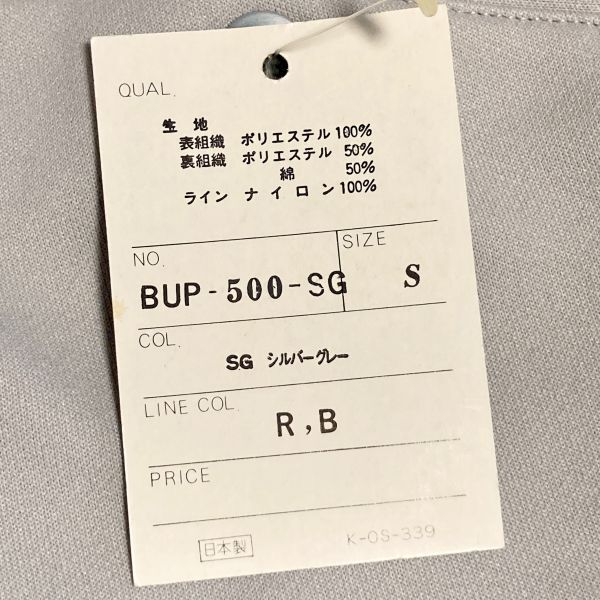 QUAL.
生 地
表組織 ポリエステル 100%
裏組織 ポリエステル 50%
綿 50%
ライン ナイロン 100%
NO.
SIZE
BUP-500-SG
S
COL.
SG シルバーグレー
LINE COL.
R,B
PRICE
日本製
K-OS-339